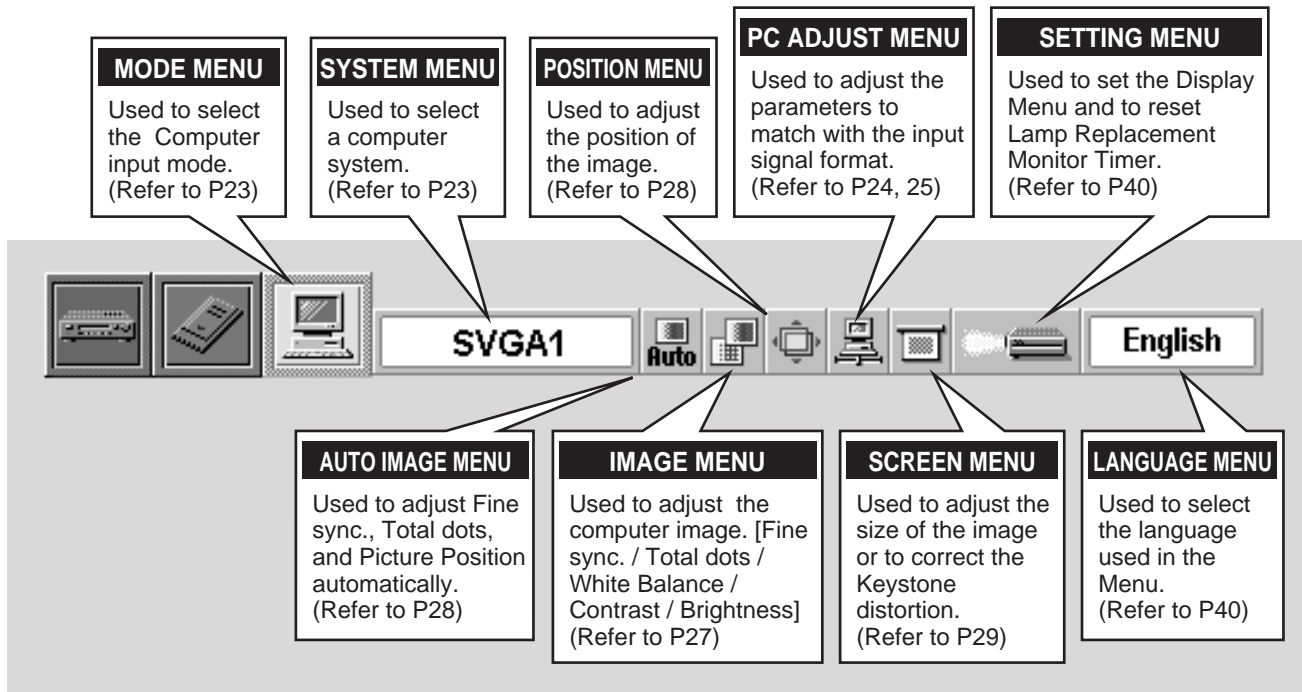 MODE MENU
Used to select
the Computer
input mode.
(Refer to P23)
SYSTEM MENU
Used to select
a computer
system.
(Refer to P23)
POSITION MENU
Used to adjust
the position of
the image.
(Refer to P28)
PC ADJUST MENU
Used to adjust the
parameters to
match with the input
signal format.
(Refer to P24, 25)
SETTING MENU
Used to set the Display
Menu and to reset
Lamp Replacement
Monitor Timer.
(Refer to P40)
SVGA1
Auto
English
AUTO IMAGE MENU
Used to adjust Fine
sync., Total dots,
and Picture Position
automatically.
(Refer to P28)
IMAGE MENU
Used to adjust the
computer image. [Fine
sync. / Total dots /
White Balance /
Contrast / Brightness]
(Refer to P27)
SCREEN MENU
Used to adjust the
size of the image
or to correct the
Keystone
distortion.
(Refer to P29)
LANGUAGE MENU
Used to select
the language
used in the
Menu.
(Refer to P40)